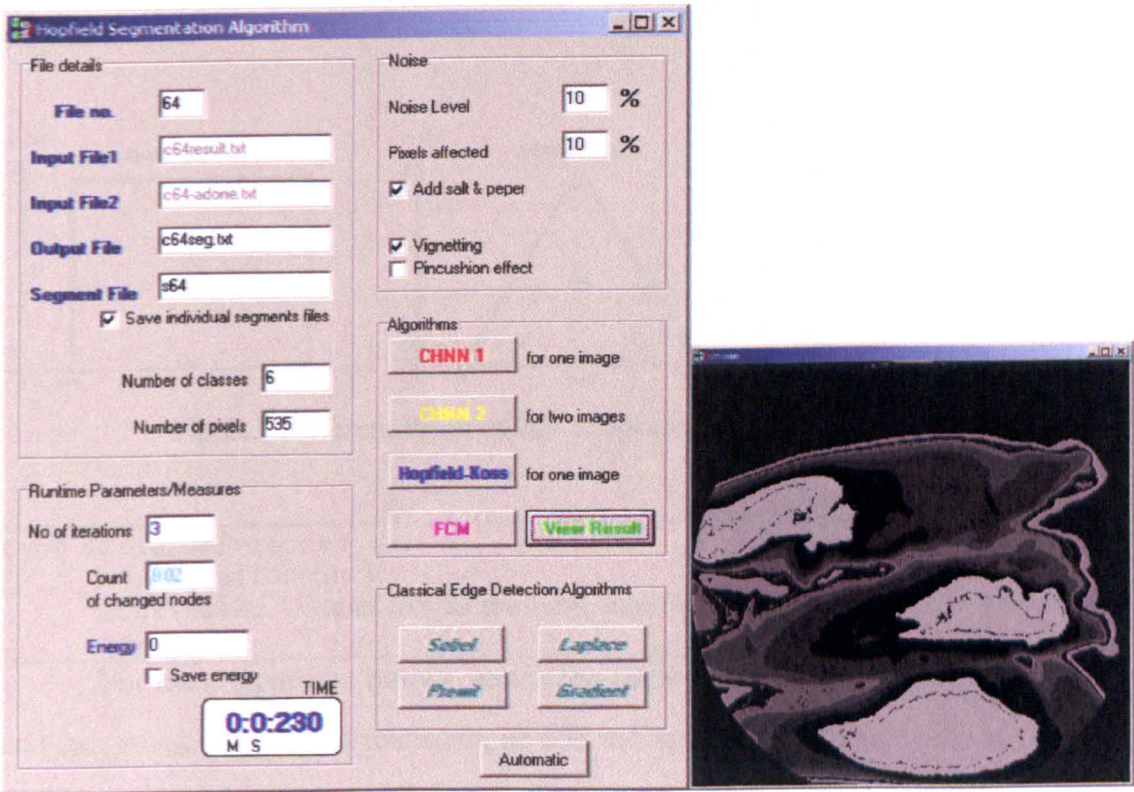 Hopfield Segmentation Algorithm
File details
File no. 64
Input File1 c64result.txt
Input File2 c64-adone.txt
Output File c64seg.txt
Segment File s64
Save individual segments files
Number of classes 6
Number of pixels 535
Runtime Parameters/Measures
No of iterations 3
Count
of changed nodes
Energy 0
Save energy
TIME
0:0:230
M S
Noise
Noise Level 10 %
Pixels affected 10 %
Add salt & peper
Vignetting
Pincushion effect
Algorithms
CHNN 1 for one image
CHNN 2 for two images
Hopfield-Koss for one image
FCM View Result
Classical Edge Detection Algorithms
Sobel Laplace
Prewit Gradient
Automatic